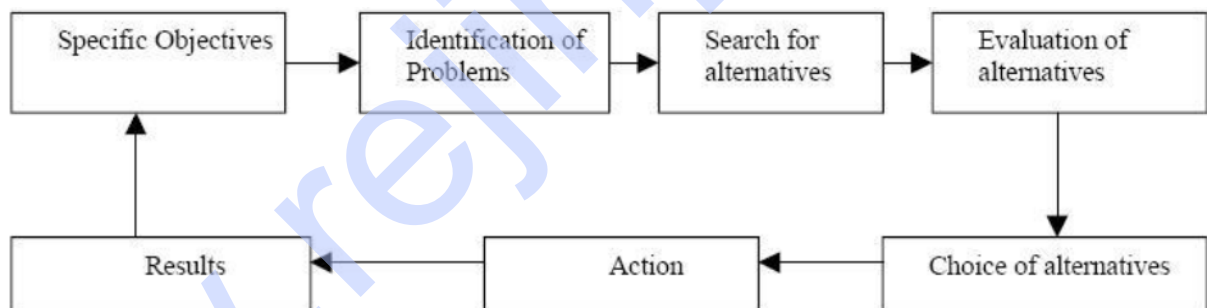 Specific Objectives
Identification of
Problems
Search for
alternatives
Evaluation of
alternatives
Choice of alternatives
Action
Results